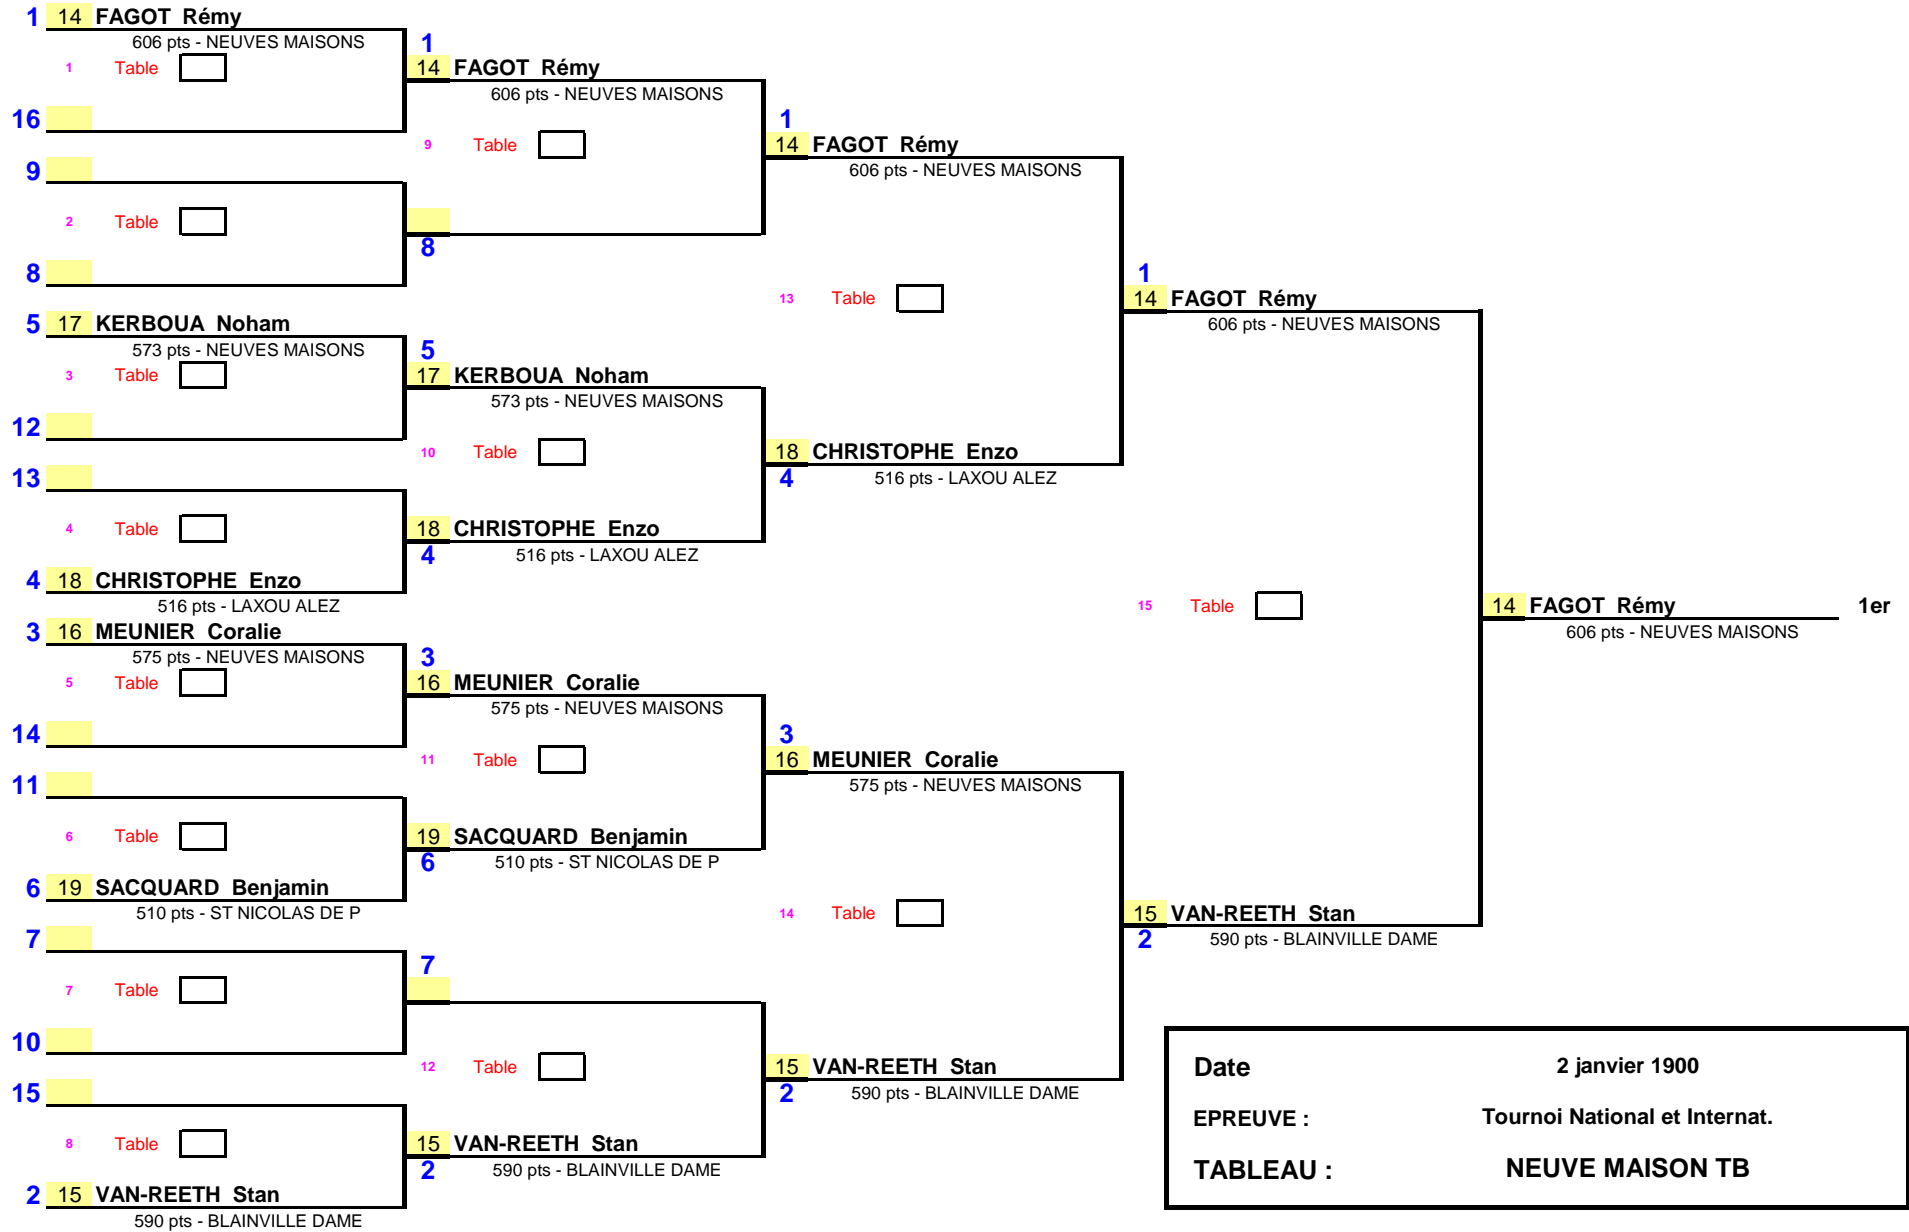 1 14 FAGOT Rémy
606 pts - NEUVES MAISONS
1 Table
16
9
2 Table
8
5 17 KERBOUA Noham
573 pts - NEUVES MAISONS
3 Table
12
13
4 Table
4 18 CHRISTOPHE Enzo
516 pts - LAXOU ALEZ
3 16 MEUNIER Coralie
575 pts - NEUVES MAISONS
5 Table
14
11
6 Table
6 19 SACQUARD Benjamin
510 pts - ST NICOLAS DE P
7
7 Table
10
15
8 Table
2 15 VAN-REETH Stan
590 pts - BLAINVILLE DAME
1
14 FAGOT Rémy
606 pts - NEUVES MAISONS
9 Table
8
5
17 KERBOUA Noham
573 pts - NEUVES MAISONS
10 Table
18 CHRISTOPHE Enzo
4
516 pts - LAXOU ALEZ
3
16 MEUNIER Coralie
575 pts - NEUVES MAISONS
11 Table
19 SACQUARD Benjamin
6
510 pts - ST NICOLAS DE P
7
12 Table
15 VAN-REETH Stan
2
590 pts - BLAINVILLE DAME
1
14 FAGOT Rémy
606 pts - NEUVES MAISONS
13 Table
18 CHRISTOPHE Enzo
4
516 pts - LAXOU ALEZ
3
16 MEUNIER Coralie
575 pts - NEUVES MAISONS
14 Table
15 VAN-REETH Stan
2
590 pts - BLAINVILLE DAME
1
14 FAGOT Rémy
606 pts - NEUVES MAISONS
15 Table
15 VAN-REETH Stan
2
590 pts - BLAINVILLE DAME
14 FAGOT Rémy 1er
606 pts - NEUVES MAISONS
Date 2 janvier 1900
EPREUVE : Tournoi National et Internat.
TABLEAU : NEUVE MAISON TB